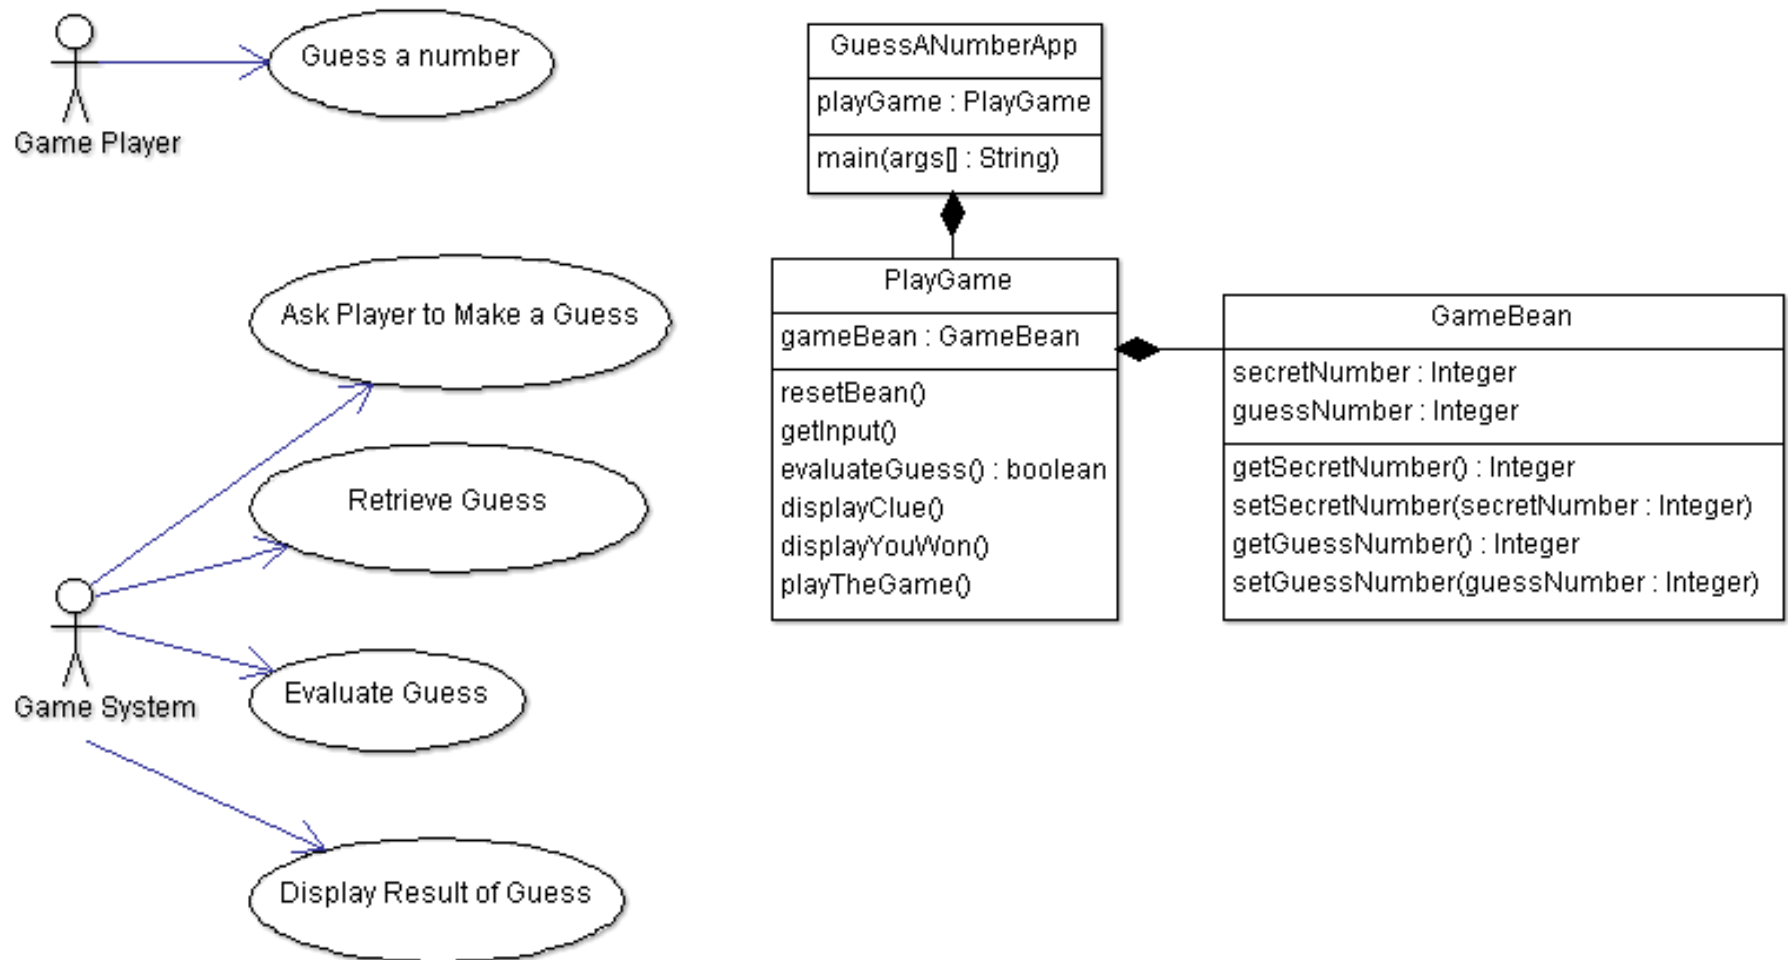 Guess a number
Game Player
Ask Player to Make a Guess
Retrieve Guess
Evaluate Guess
Game System
Display Result of Guess
GuessANumberApp
playGame : PlayGame
main(args[] : String)
PlayGame
gameBean : GameBean
resetBean()
getInput()
evaluateGuess() : boolean
displayClue()
displayYouWon()
playTheGame()
GameBean
secretNumber : Integer
guessNumber : Integer
getSecretNumber() : Integer
setSecretNumber(secretNumber : Integer)
getGuessNumber() : Integer
setGuessNumber(guessNumber : Integer)